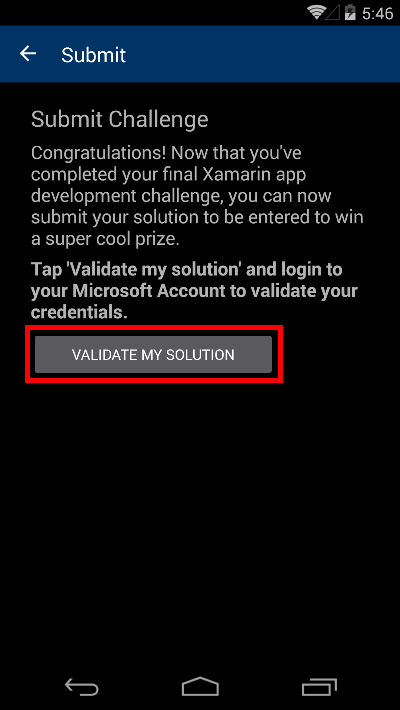 5:46
Submit
Submit Challenge
Congratulations! Now that you've
completed your final Xamarin app
development challenge, you can now
submit your solution to be entered to win
a super cool prize.
Tap 'Validate my solution' and login to
your Microsoft Account to validate your
credentials.
VALIDATE MY SOLUTION